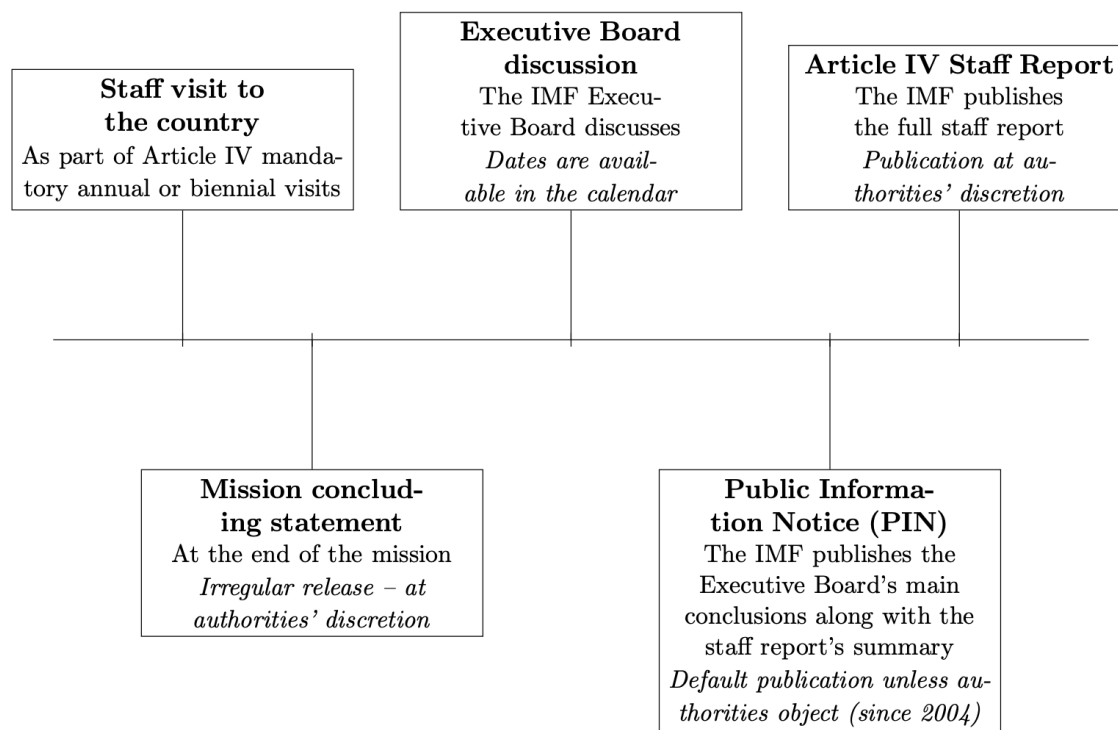 Staff visit to
the country
As part of Article IV manda-
tory annual or biennial visits
Executive Board
discussion
The IMF Execu-
tive Board discusses
Dates are avail-
able in the calendar
Article IV Staff Report
The IMF publishes
the full staff report
Publication at au-
thorities' discretion
Mission conclud-
ing statement
At the end of the mission
Irregular release – at
authorities' discretion
Public Informa-
tion Notice (PIN)
The IMF publishes the
Executive Board's main
conclusions along with the
staff report's summary
Default publication unless au-
thorities object (since 2004)